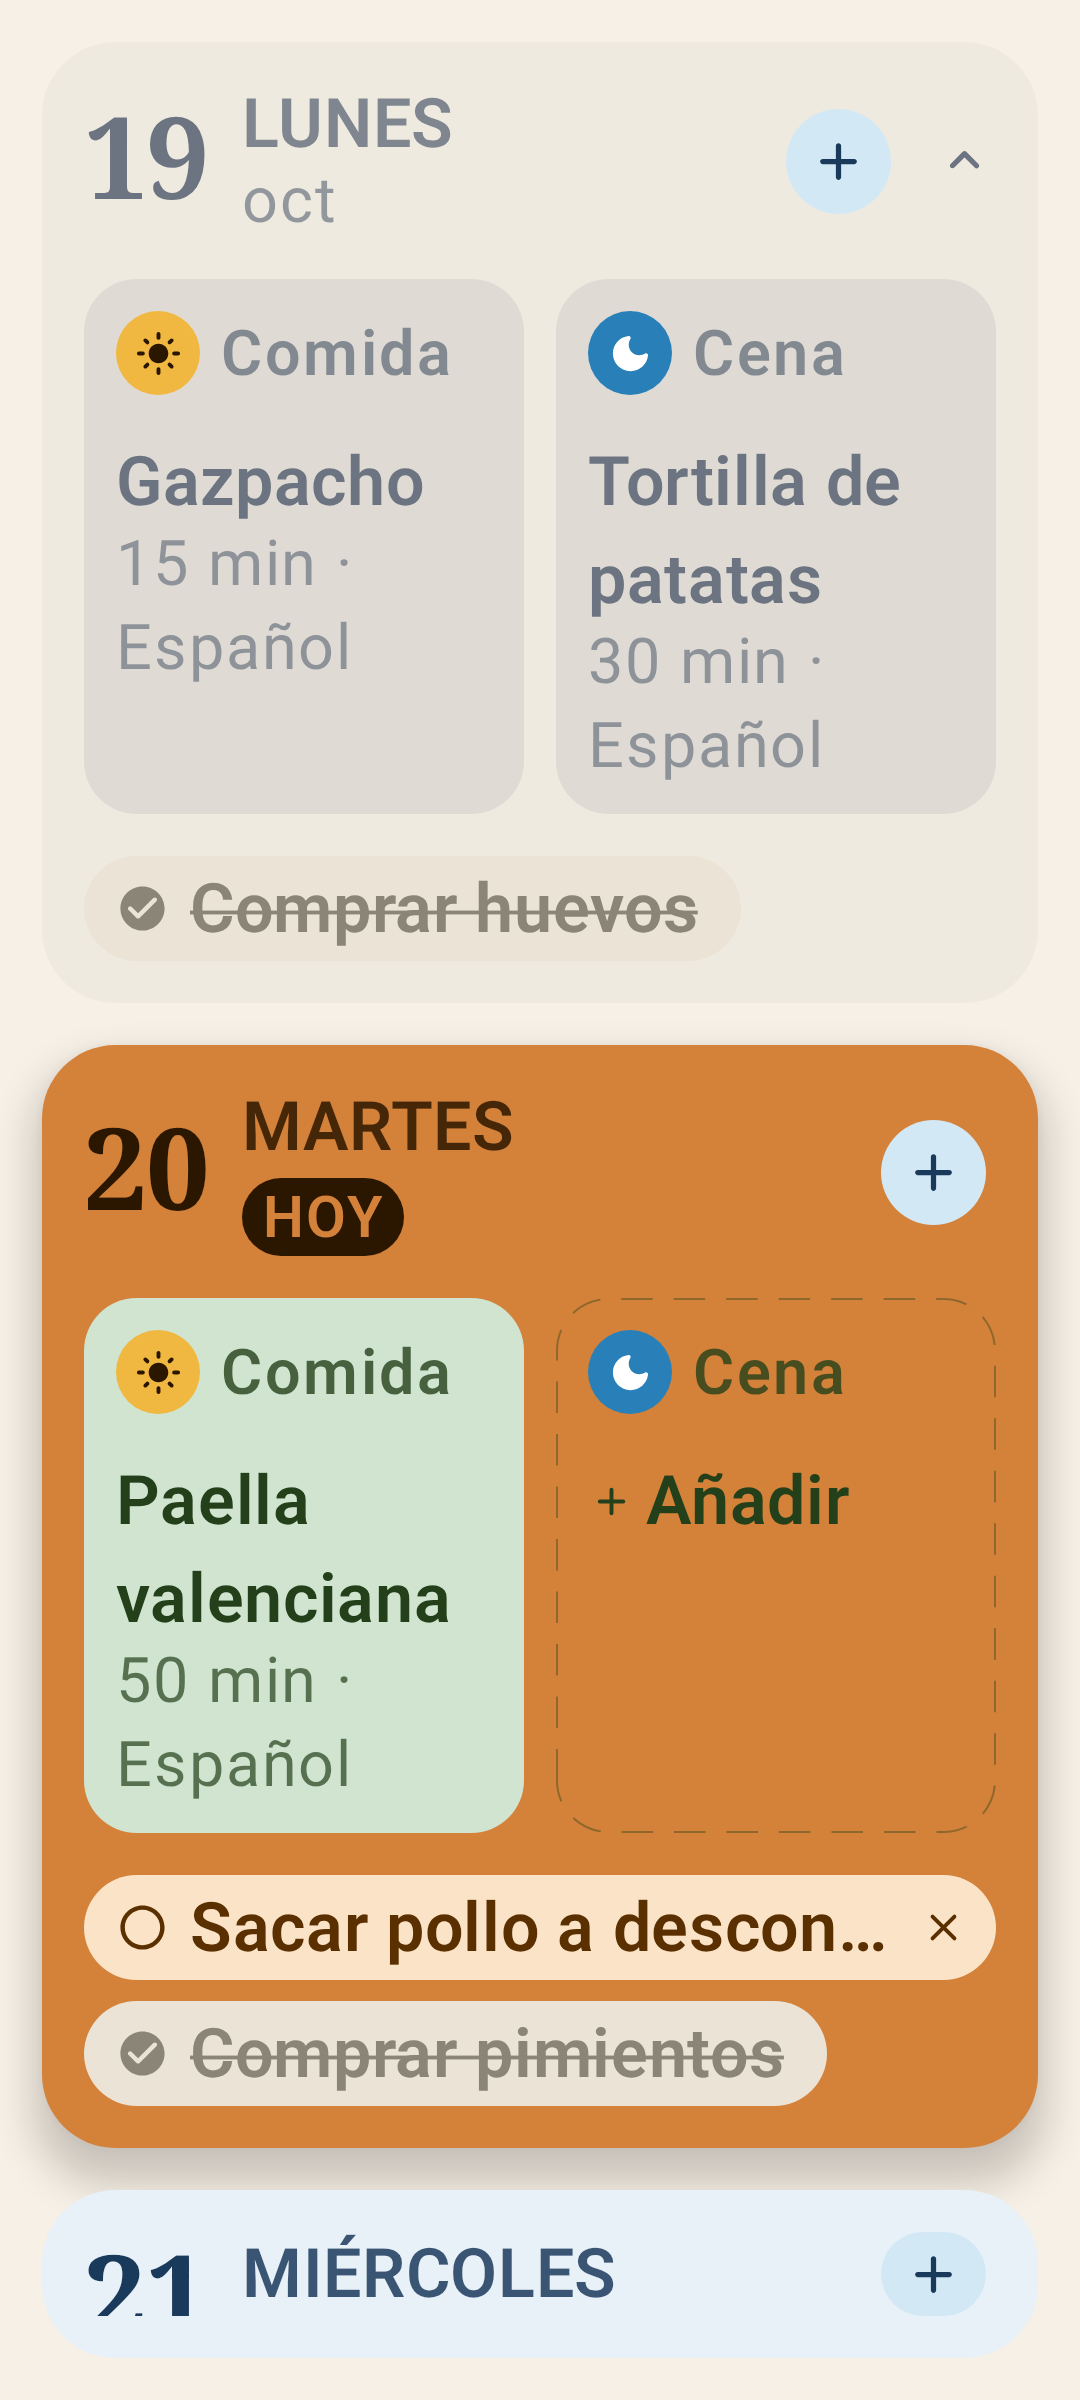 19 LUNES
oct
Comida
Gazpacho
15 min ·
Español
Cena
Tortilla de
patatas
30 min ·
Español
Comprar huevos
20 MARTES
HOY
Comida
Paella
valenciana
50 min ·
Español
Cena
+ Añadir
Sacar pollo a descon…
Comprar pimientos
21 MIÉRCOLES